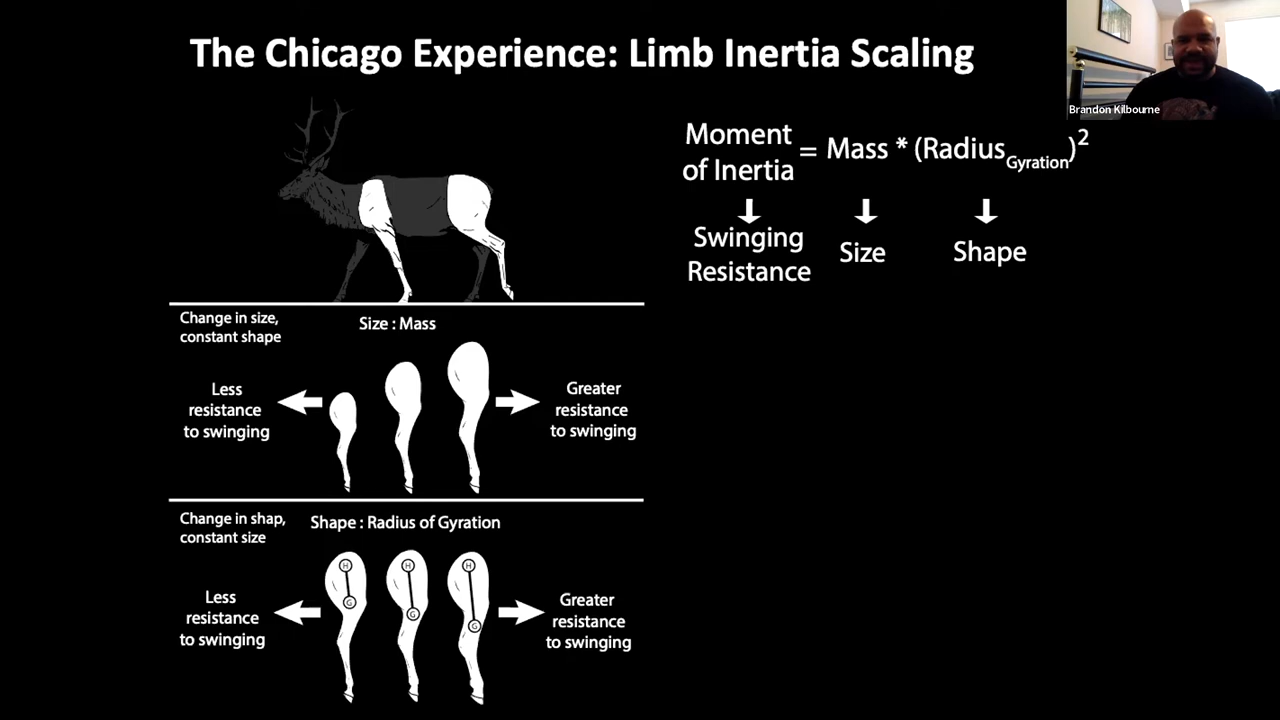 The Chicago Experience: Limb Inertia Scaling
Brandon Kilbourne
Moment
of Inertia
= Mass * (Radius Gyration)2
Swinging
Resistance
Size
Shape
Change in size,
constant shape
Size : Mass
Less
resistance
to swinging
Greater
resistance
to swinging
Change in shap,
constant size
Shape : Radius of Gyration
H
G
H
G
H
G
Less
resistance
to swinging
Greater
resistance
to swinging